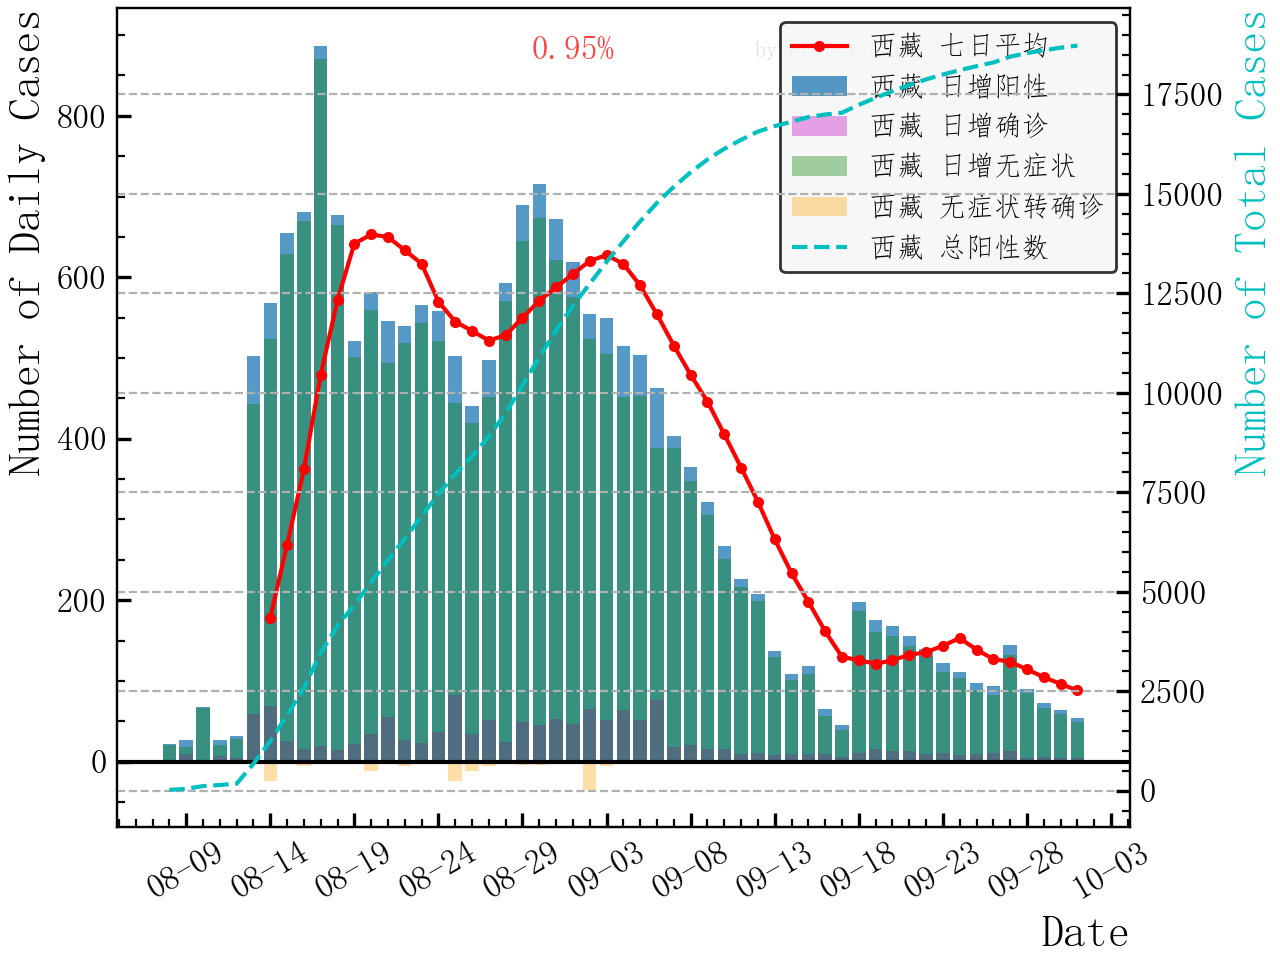 0.95%
by
西藏 七日平均
西藏 日增阳性
西藏 日增确诊
西藏 日增无症状
西藏 无症状转确诊
西藏 总阳性数
Number of Daily Cases
800
600
400
200
0
Number of Total Cases
17500
15000
12500
10000
7500
5000
2500
0
08-09 08-14 08-19 08-24 08-29 09-03 09-08 09-13 09-18 09-23 09-28 10-03
Date